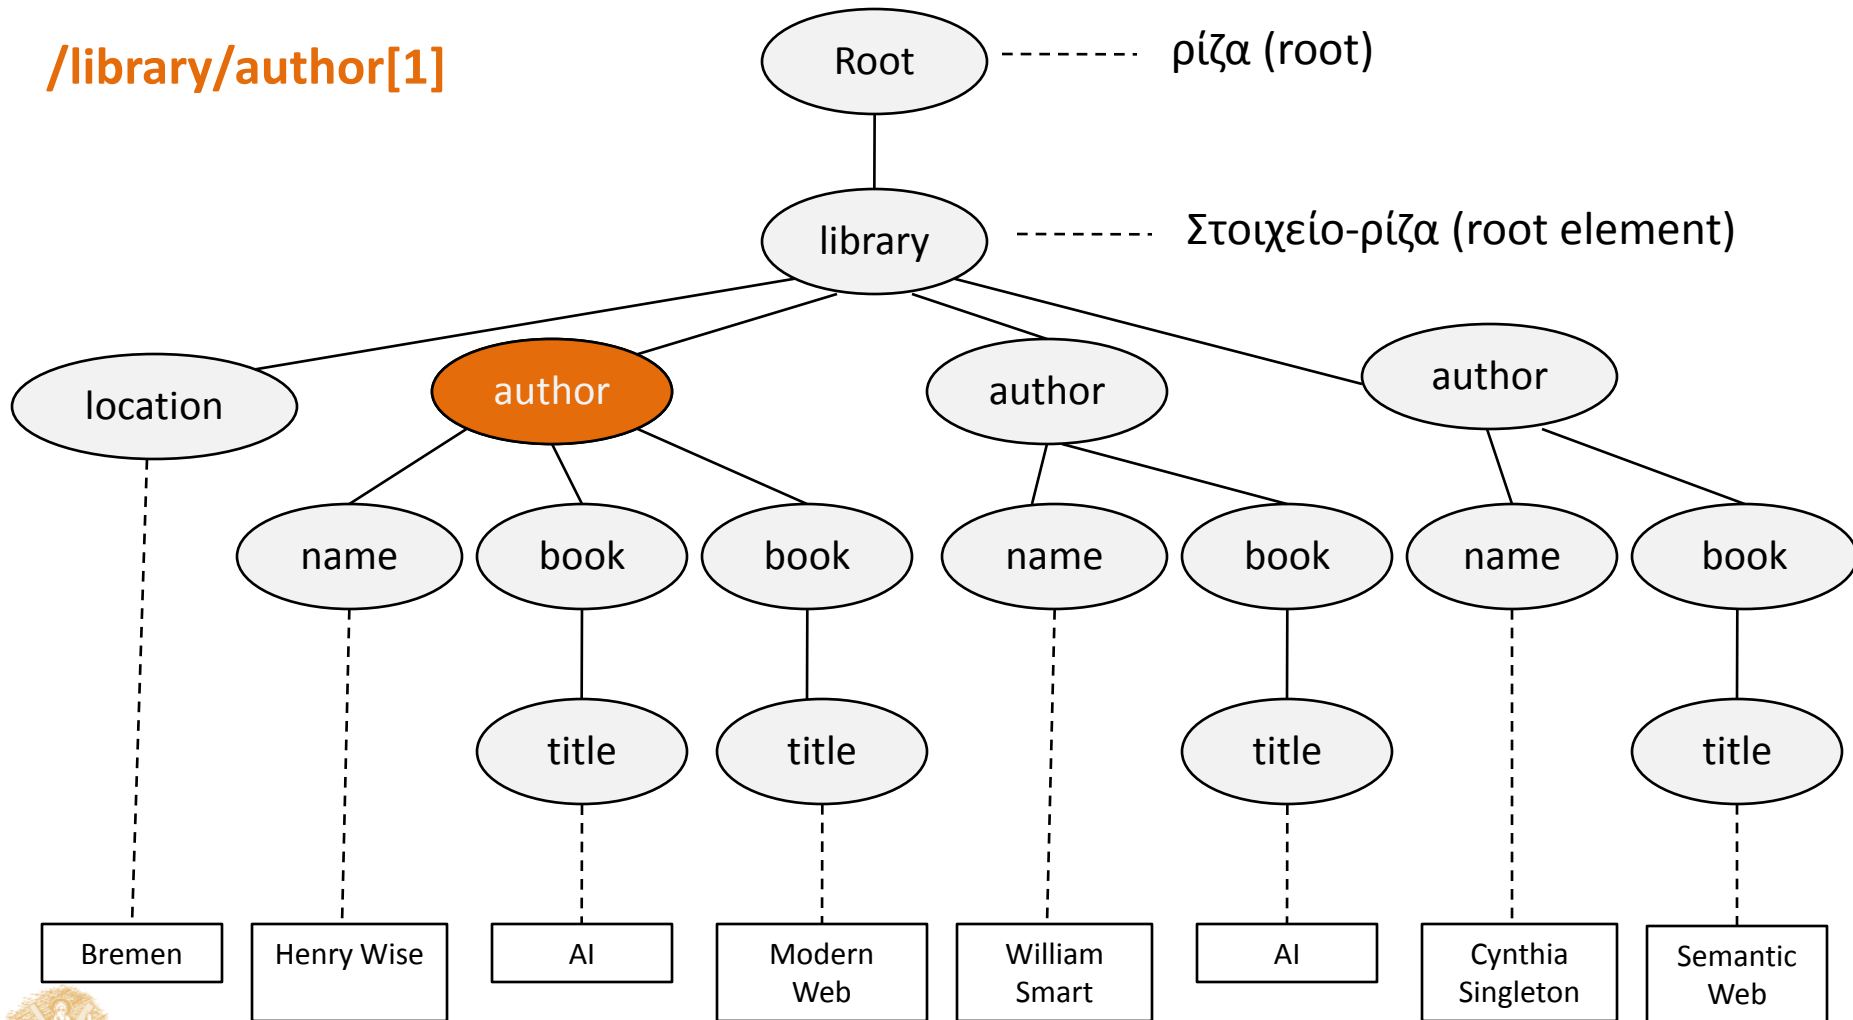 /library/author[1]
Root
ρίζα (root)
library
Στοιχείο-ρίζα (root element)
location
author
author
author
name
book
book
name
book
name
book
title
title
title
title
Bremen
Henry Wise
AI
Modern
Web
William
Smart
AI
Cynthia
Singleton
Semantic
Web